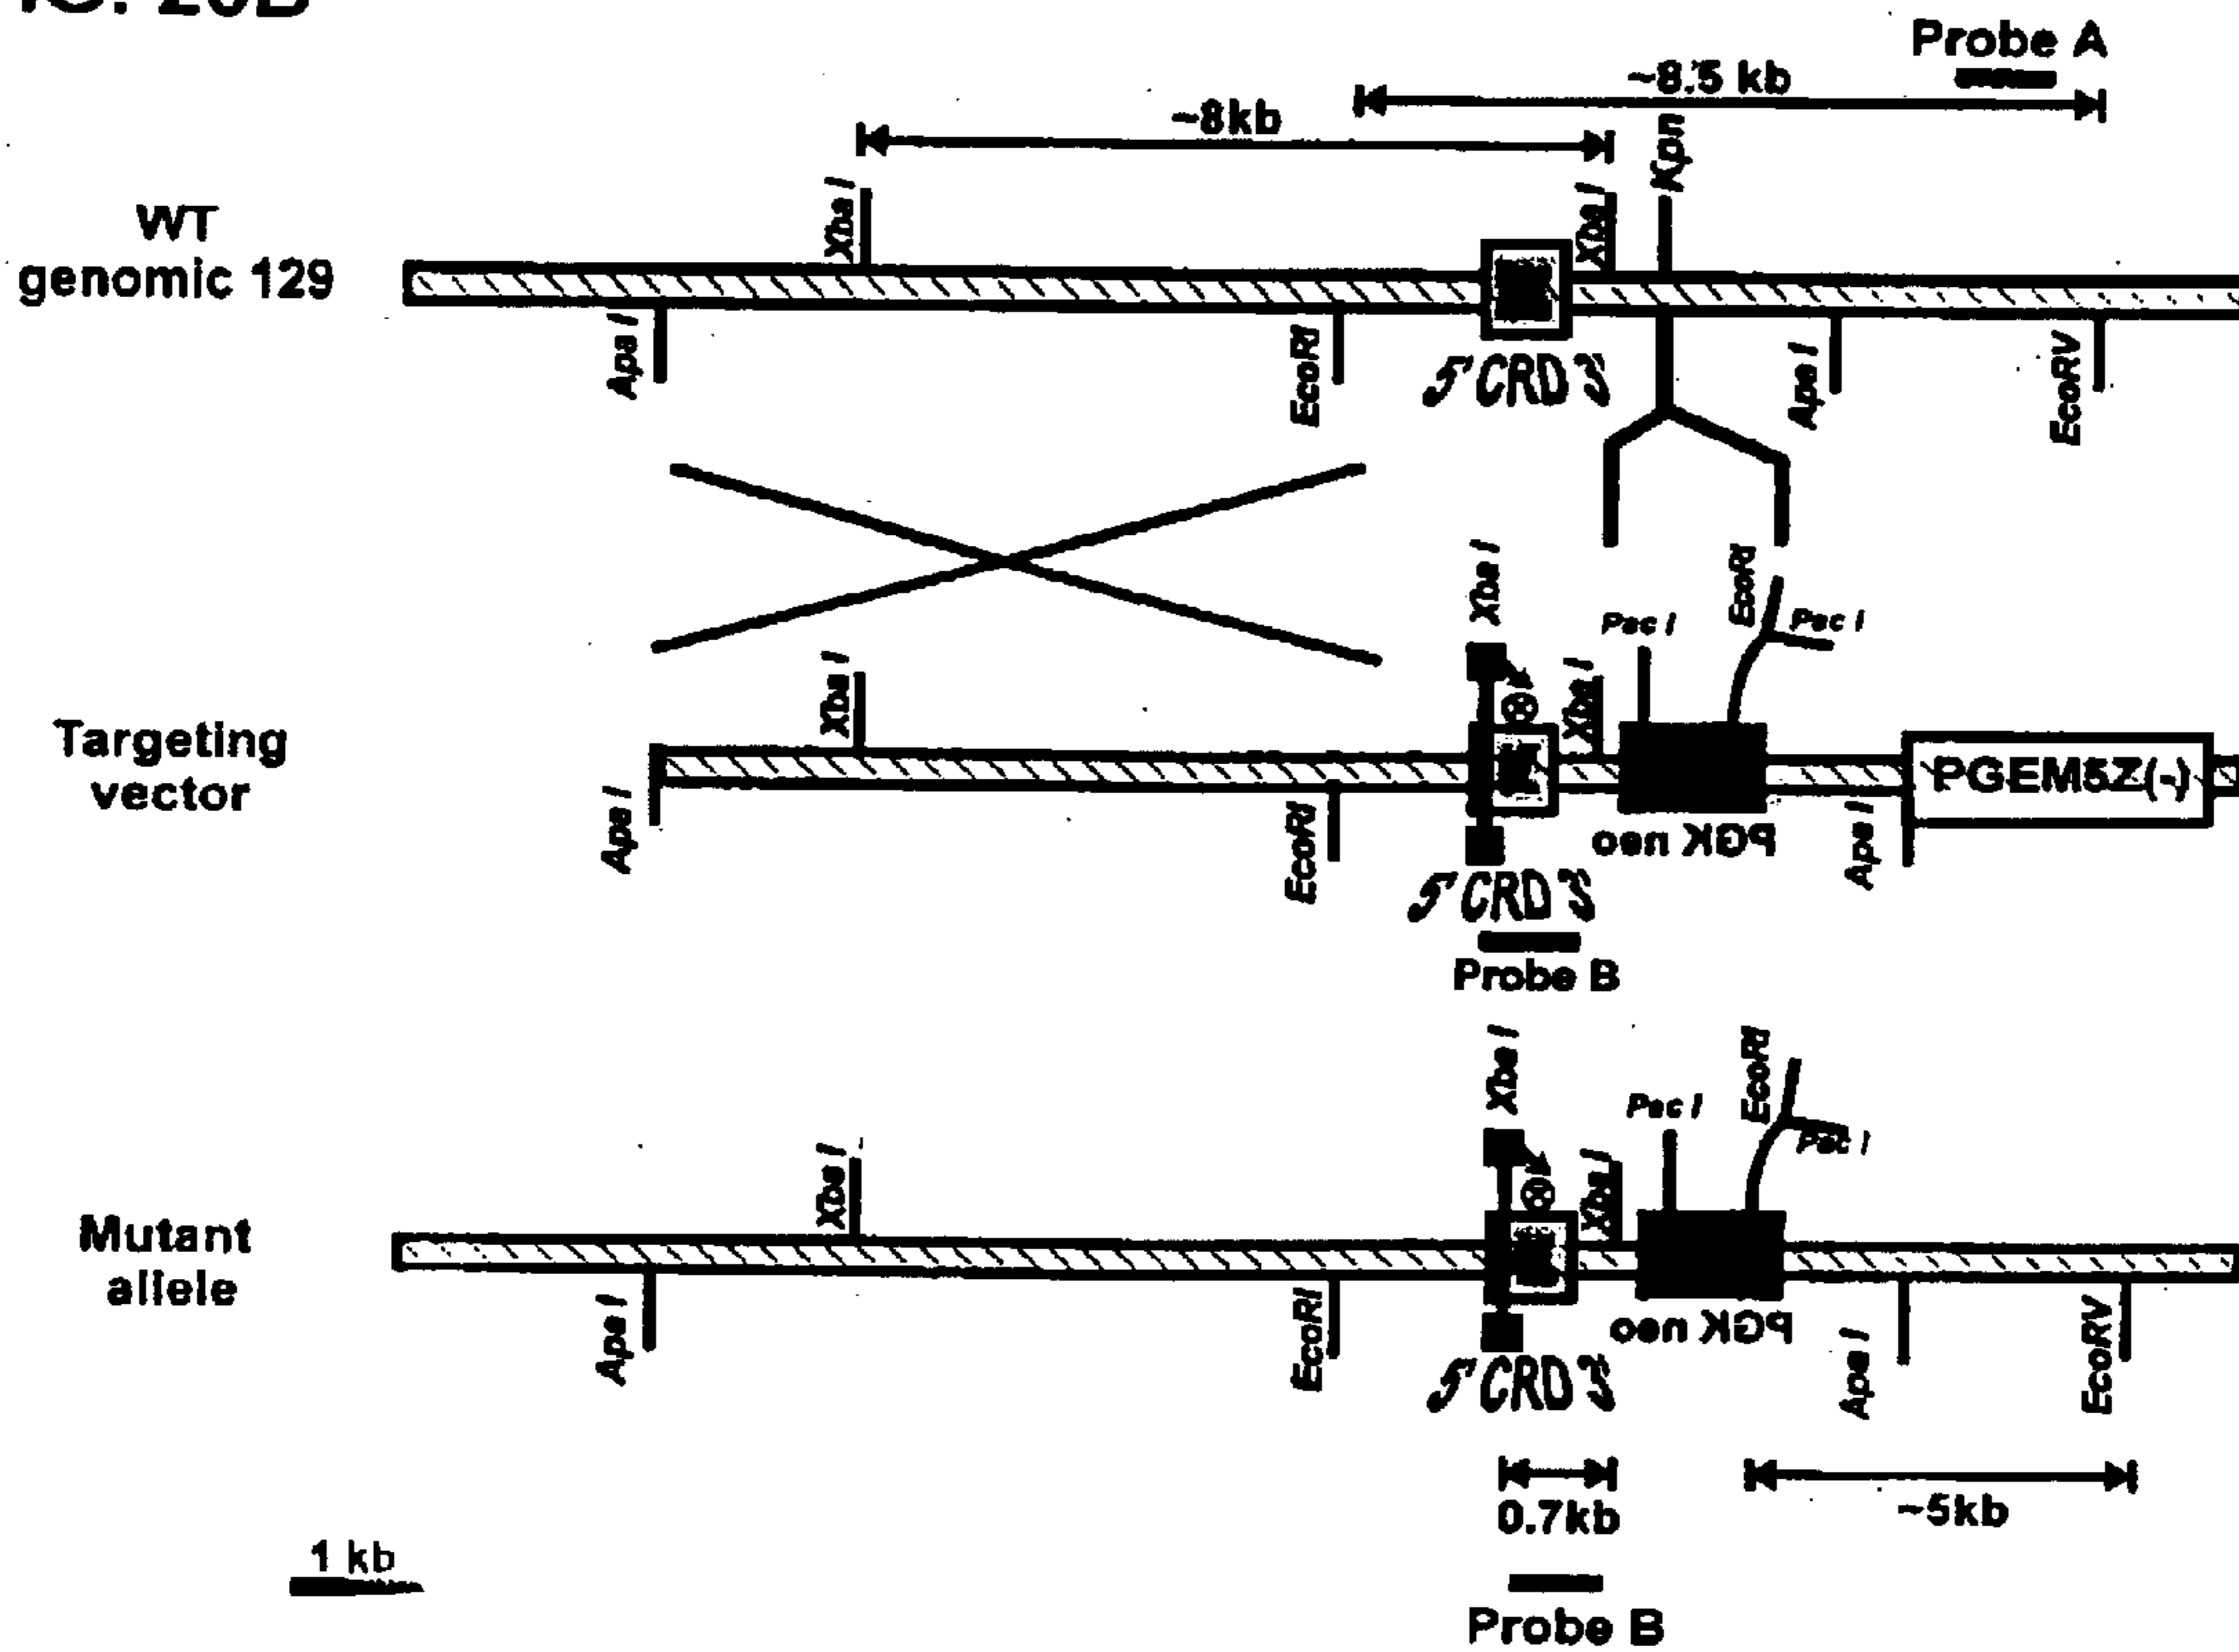 Probe A
~8.5 kb
~8kb
Kpn
Xba I
Xba I
WT
genomic 129
Apa I
EcoRI
5' CRD 3'
Apa I
EcoRV
Xba I
EcoRI
Pac I
Pac I
Xba I
Xba I
Targeting
vector
PGEM5Z(-)
Apa I
EcoRI
PGK neo
Apa I
5' CRD 3'
Probe B
Xba I
EcoRI
Pac I
Pac I
Xba I
Xba I
Mutant
allele
Apa I
EcoRI
PGK neo
Apa I
EcoRV
5' CRD 3'
0.7kb
~5kb
1 kb
Probe B